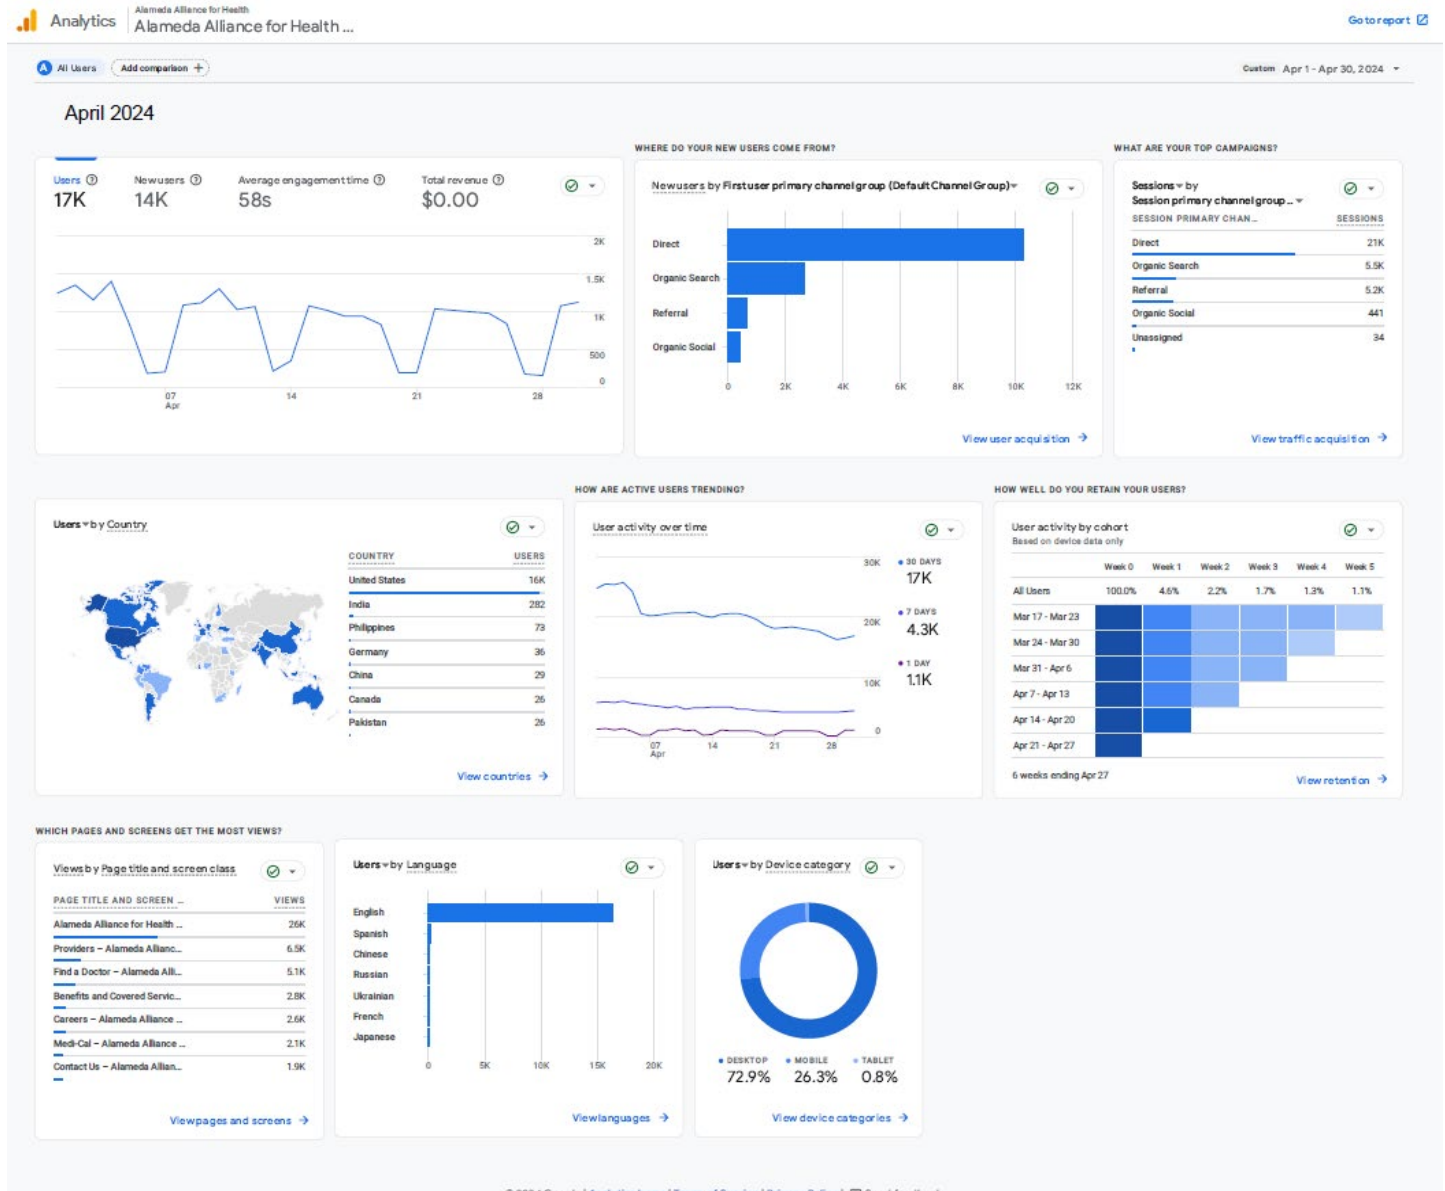 Analytics
Alameda Alliance for Health
Alameda Alliance for Health ...
Go to report
A All Users
Add comparison +
Custom Apr 1 - Apr 30, 2024
April 2024
Users
17K
New users
14K
Average engagement time
58s
Total revenue
$0.00
2K
1.5K
1K
500
0
07
Apr
14
21
28
WHERE DO YOUR NEW USERS COME FROM?
New users by First user primary channel group (Default Channel Group)
Direct
Organic Search
Referral
Organic Social
0 2K 4K 6K 8K 10K 12K
View user acquisition →
WHAT ARE YOUR TOP CAMPAIGNS?
Sessions by
Session primary channel group...
SESSION PRIMARY CHAN... SESSIONS
Direct 21K
Organic Search 5.5K
Referral 5.2K
Organic Social 441
Unassigned 34
View traffic acquisition →
Users by Country
COUNTRY USERS
United States 16K
India 282
Philippines 73
Germany 36
China 29
Canada 26
Pakistan 26
View countries →
HOW ARE ACTIVE USERS TRENDING?
User activity over time
30K
20K
10K
0
07
Apr
14
21
28
30 DAYS
17K
7 DAYS
4.3K
1 DAY
1.1K
HOW WELL DO YOU RETAIN YOUR USERS?
User activity by cohort
Based on device data only
Week 0 Week 1 Week 2 Week 3 Week 4 Week 5
All Users 100.0% 4.6% 2.2% 1.7% 1.3% 1.1%
Mar 17 - Mar 23
Mar 24 - Mar 30
Mar 31 - Apr 6
Apr 7 - Apr 13
Apr 14 - Apr 20
Apr 21 - Apr 27
6 weeks ending Apr 27
View retention →
WHICH PAGES AND SCREENS GET THE MOST VIEWS?
Views by Page title and screen class
PAGE TITLE AND SCREEN ... VIEWS
Alameda Alliance for Health ... 26K
Providers – Alameda Allianc... 6.5K
Find a Doctor – Alameda Alli... 5.1K
Benefits and Covered Servic... 2.8K
Careers – Alameda Alliance ... 2.6K
Medi-Cal – Alameda Alliance ... 2.1K
Contact Us – Alameda Allian... 1.9K
View pages and screens →
Users by Language
English
Spanish
Chinese
Russian
Ukrainian
French
Japanese
0 5K 10K 15K 20K
View languages →
Users by Device category
DESKTOP
72.9%
MOBILE
26.3%
TABLET
0.8%
View device categories →